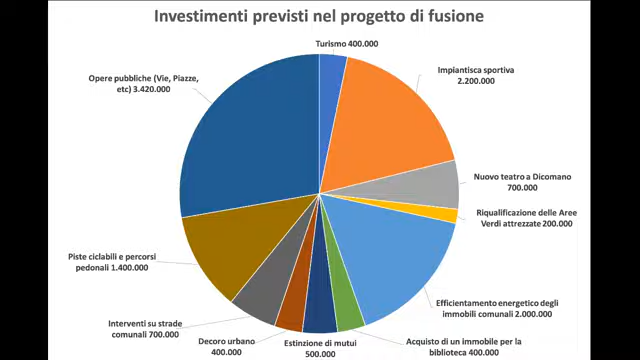 Investimenti previsti nel progetto di fusione
Turismo 400.000
Impiantisca sportiva
2.200.000
Nuovo teatro a Dicomano
700.000
Riqualificazione delle Aree
Verdi attrezzate 200.000
Efficientamento energetico degli
immobili comunali 2.000.000
Acquisto di un immobile per la
biblioteca 400.000
Estinzione di mutui
500.000
Decoro urbano
400.000
Interventi su strade
comunali 700.000
Piste ciclabili e percorsi
pedonali 1.400.000
Opere pubbliche (Vie, Piazze,
etc) 3.420.000